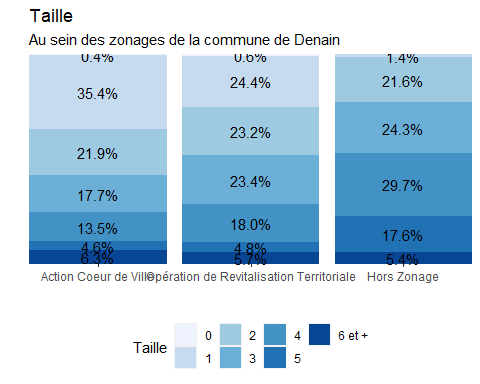 Taille
Au sein des zonages de la commune de Denain
0.4% 0.6% 1.4%
35.4% 24.4% 21.6%
21.9% 23.2% 24.3%
17.7% 23.4% 29.7%
13.5% 18.0% 17.6%
4.6% 4.8% 5.4%
6.3% 5.7%
Action Coeur de Ville Opération de Revitalisation Territoriale Hors Zonage
Taille 0 2 4 6 et +
1 3 5